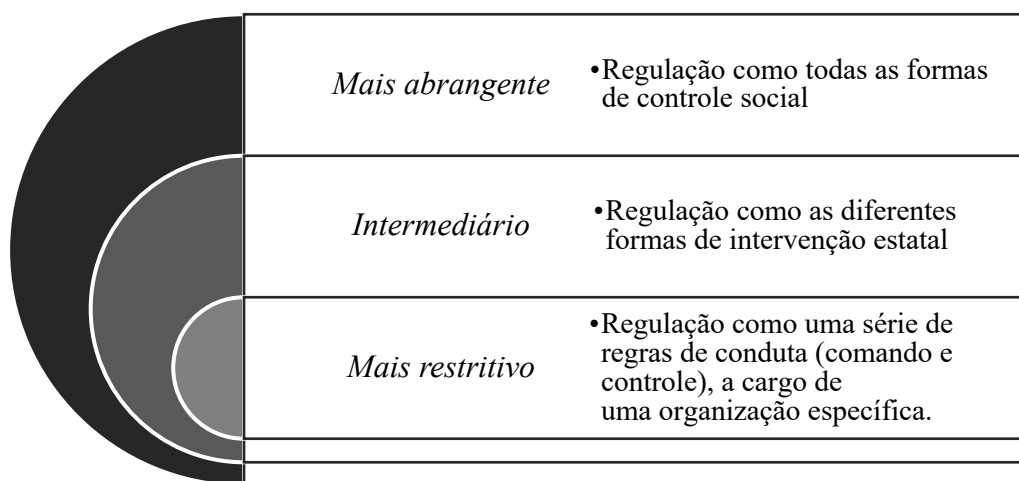 Mais abrangente
•Regulação como todas as formas
de controle social
Intermediário
•Regulação como as diferentes
formas de intervenção estatal
Mais restritivo
•Regulação como uma série de
regras de conduta (comando e
controle), a cargo de
uma organização específica.